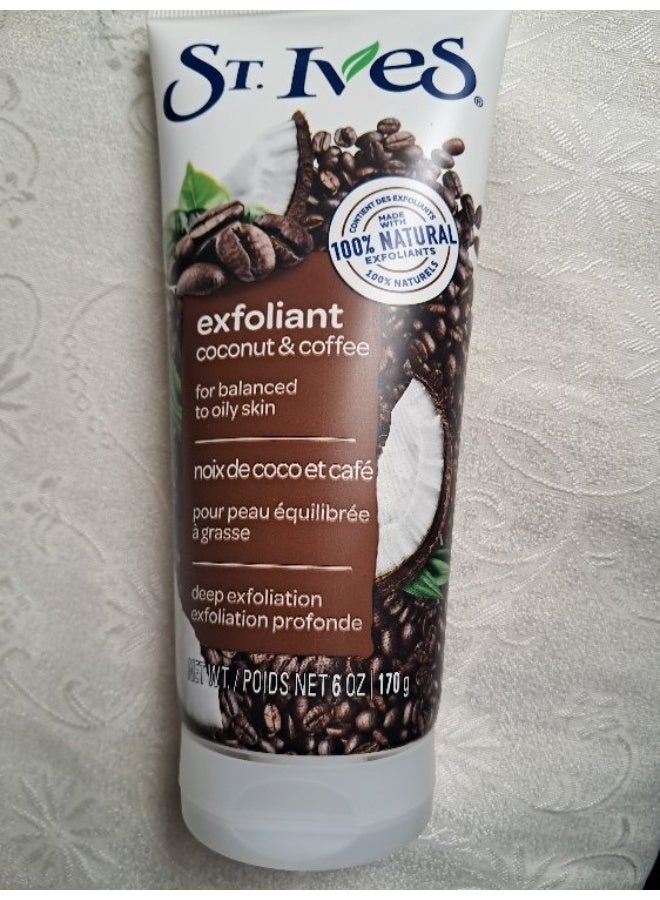 ST. IVES®
CONTIENT DES EXFOLIANTS
MADE
WITH
100% NATURAL
EXFOLIANTS
100% NATURELS
exfoliant
coconut & coffee
for balanced
to oily skin
noix de coco et café
pour peau équilibrée
à grasse
deep exfoliation
exfoliation profonde
NET WT. / POIDS NET 6 OZ | 170 g